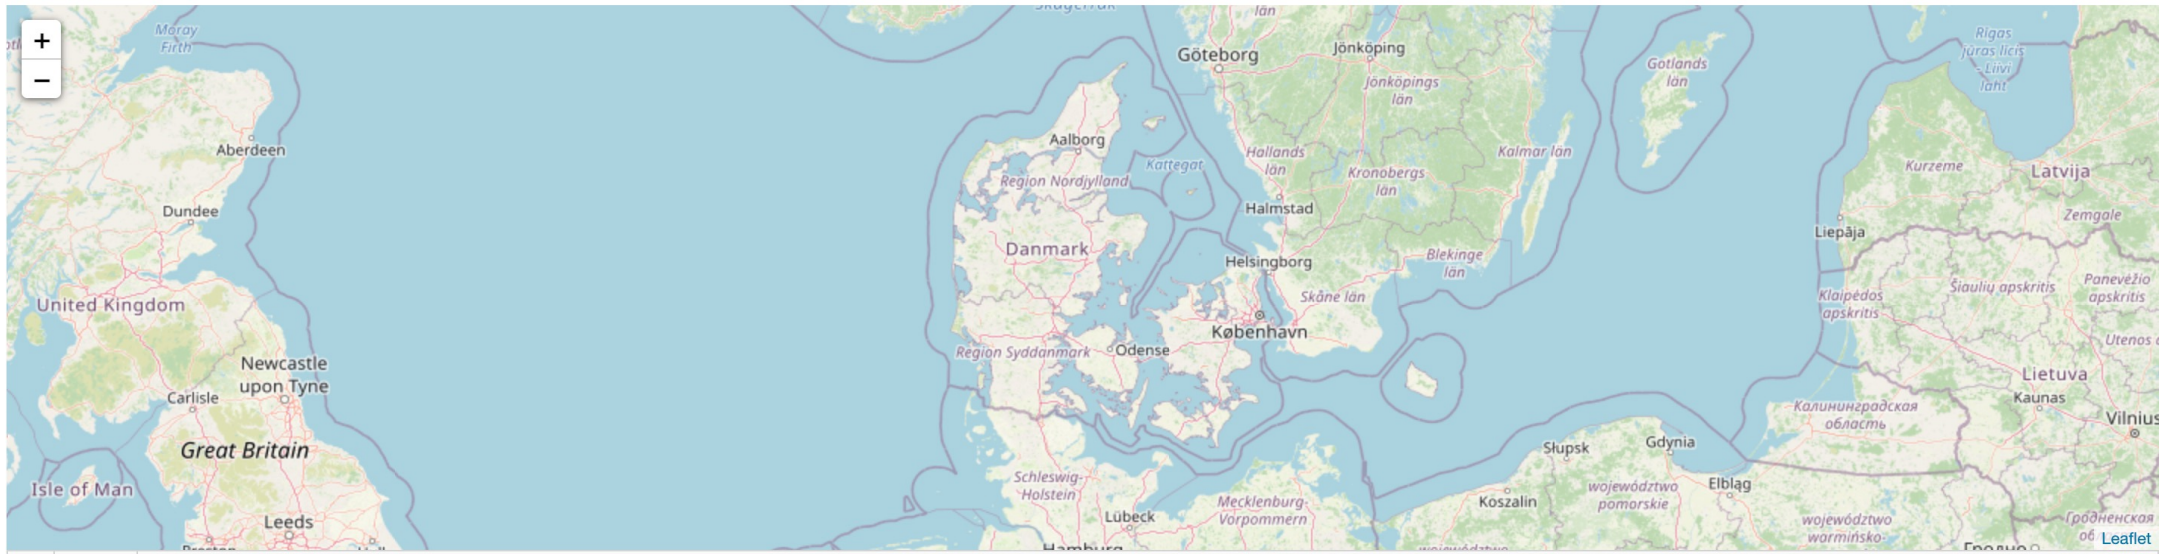 +
−
Moray
Firth
Aberdeen
Dundee
United Kingdom
Newcastle
upon Tyne
Carlisle
Great Britain
Isle of Man
Leeds
Skagerrak
län
Göteborg
Jönköping
Jönköpings
län
Gotlands
län
Rīgas
jūras līcis
- Liivi
laht
Aalborg
Kattegat
Region Nordjylland
Hallands
län
Kronobergs
län
Kalmar län
Kurzeme
Latvija
Halmstad
Zemgale
Liepāja
Danmark
Helsingborg
Blekinge
län
Skåne län
Klaipėdos
apskritis
Šiaulių apskritis
Panevėžio
apskritis
København
Utenos
Region Syddanmark
Odense
Lietuva
Kaunas
Vilnius
Калининградская
область
Słupsk
Gdynia
Schleswig-
Holstein
Mecklenburg-
Vorpommern
Lübeck
Koszalin
województwo
pomorskie
Elbląg
województwo
warmińsko-
Гродненская
Hamburg
województwo
Leaflet